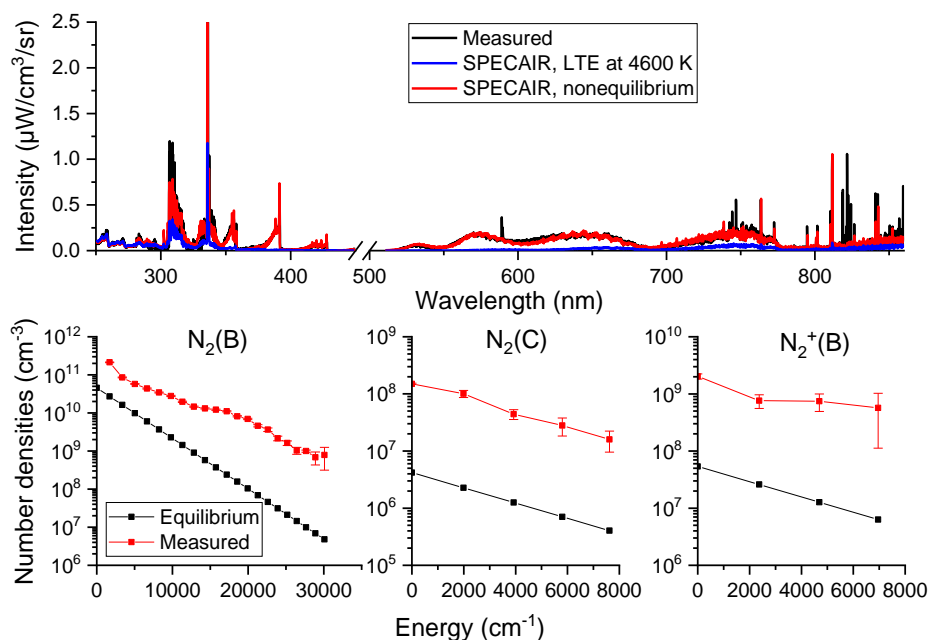 2.5
2.0
1.5
1.0
0.5
0.0
Intensity (µW/cm³/sr)
Measured
SPECAIR, LTE at 4600 K
SPECAIR, nonequilibrium
300 400 500 600 700 800
Wavelength (nm)
N₂(B) N₂(C) N₂⁺(B)
Number densities (cm⁻³)
10¹²
10¹¹
10¹⁰
10⁹
10⁸
10⁷
10⁶
Equilibrium
Measured
0 10000 20000 30000
10⁹
10⁸
10⁷
10⁶
10⁵
0 2000 4000 6000 8000
10¹⁰
10⁹
10⁸
10⁷
10⁶
0 2000 4000 6000 8000
Energy (cm⁻¹)